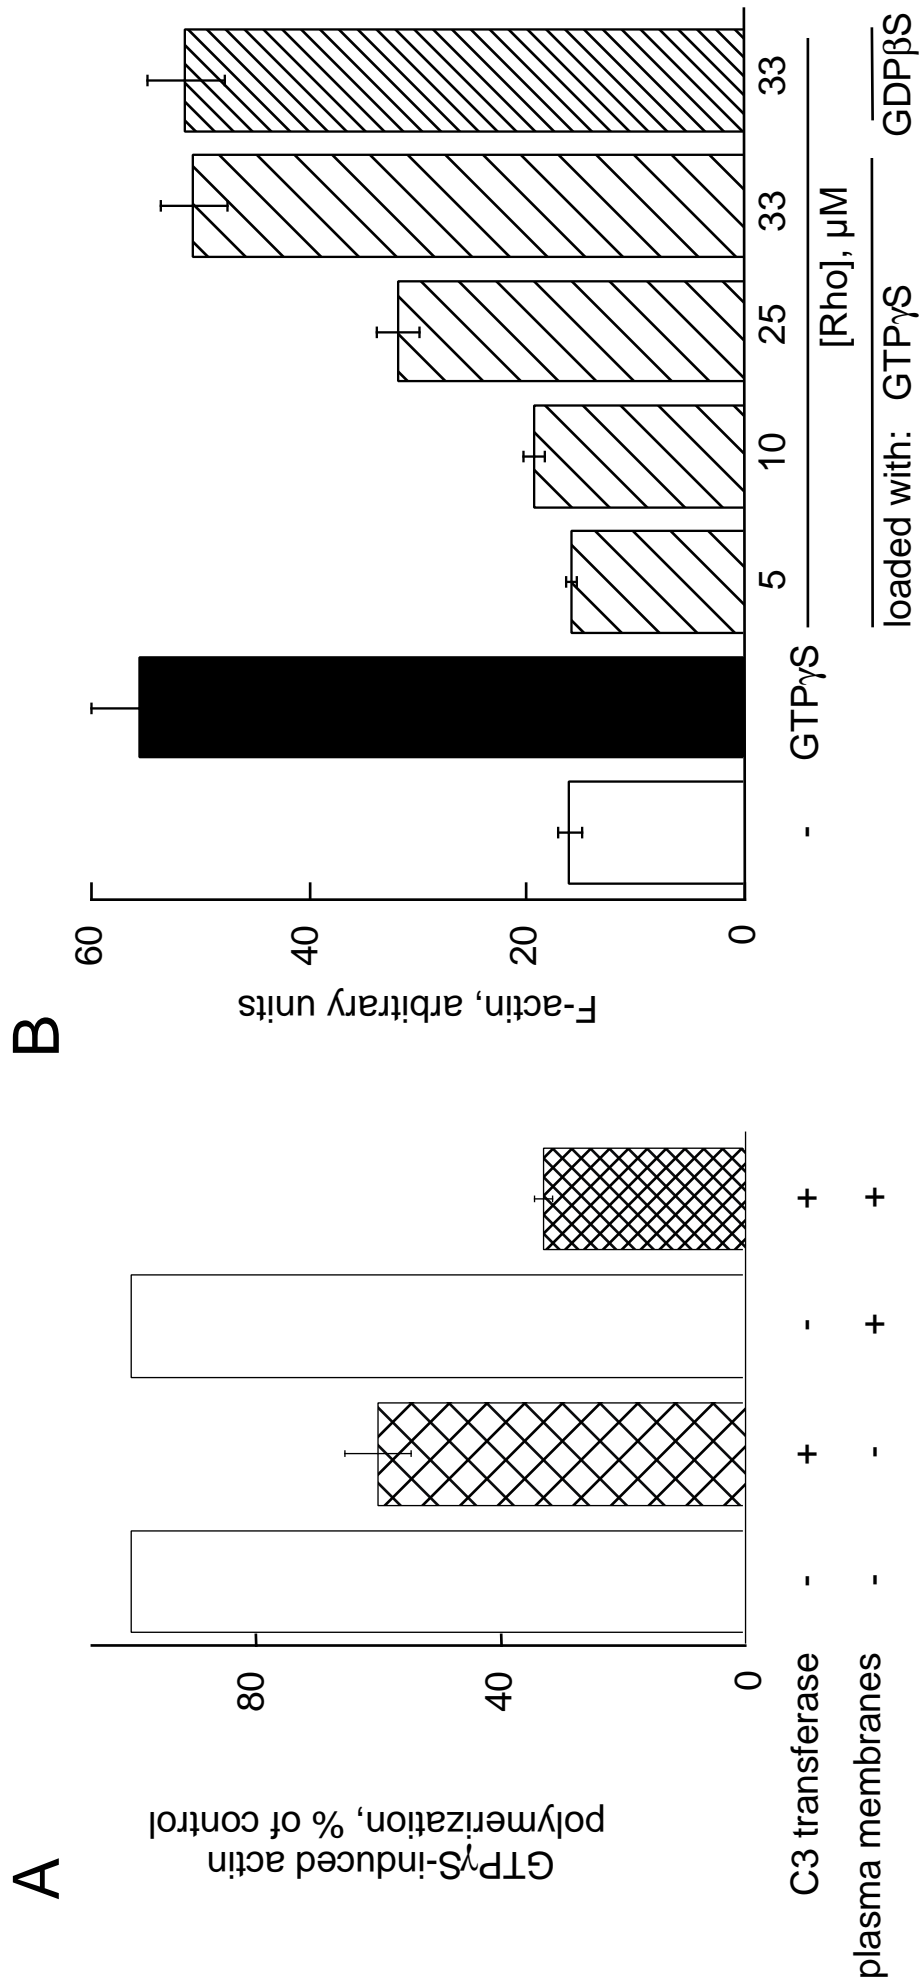 A
GTPγS-induced actin
polymerization, % of control
80
40
0
C3 transferase - + - +
plasma membranes - - + +
B
F-actin, arbitrary units
60
40
20
0
- GTPγS 5 10 25 33 33
[Rho], µM
loaded with: GTPγS GDPβS